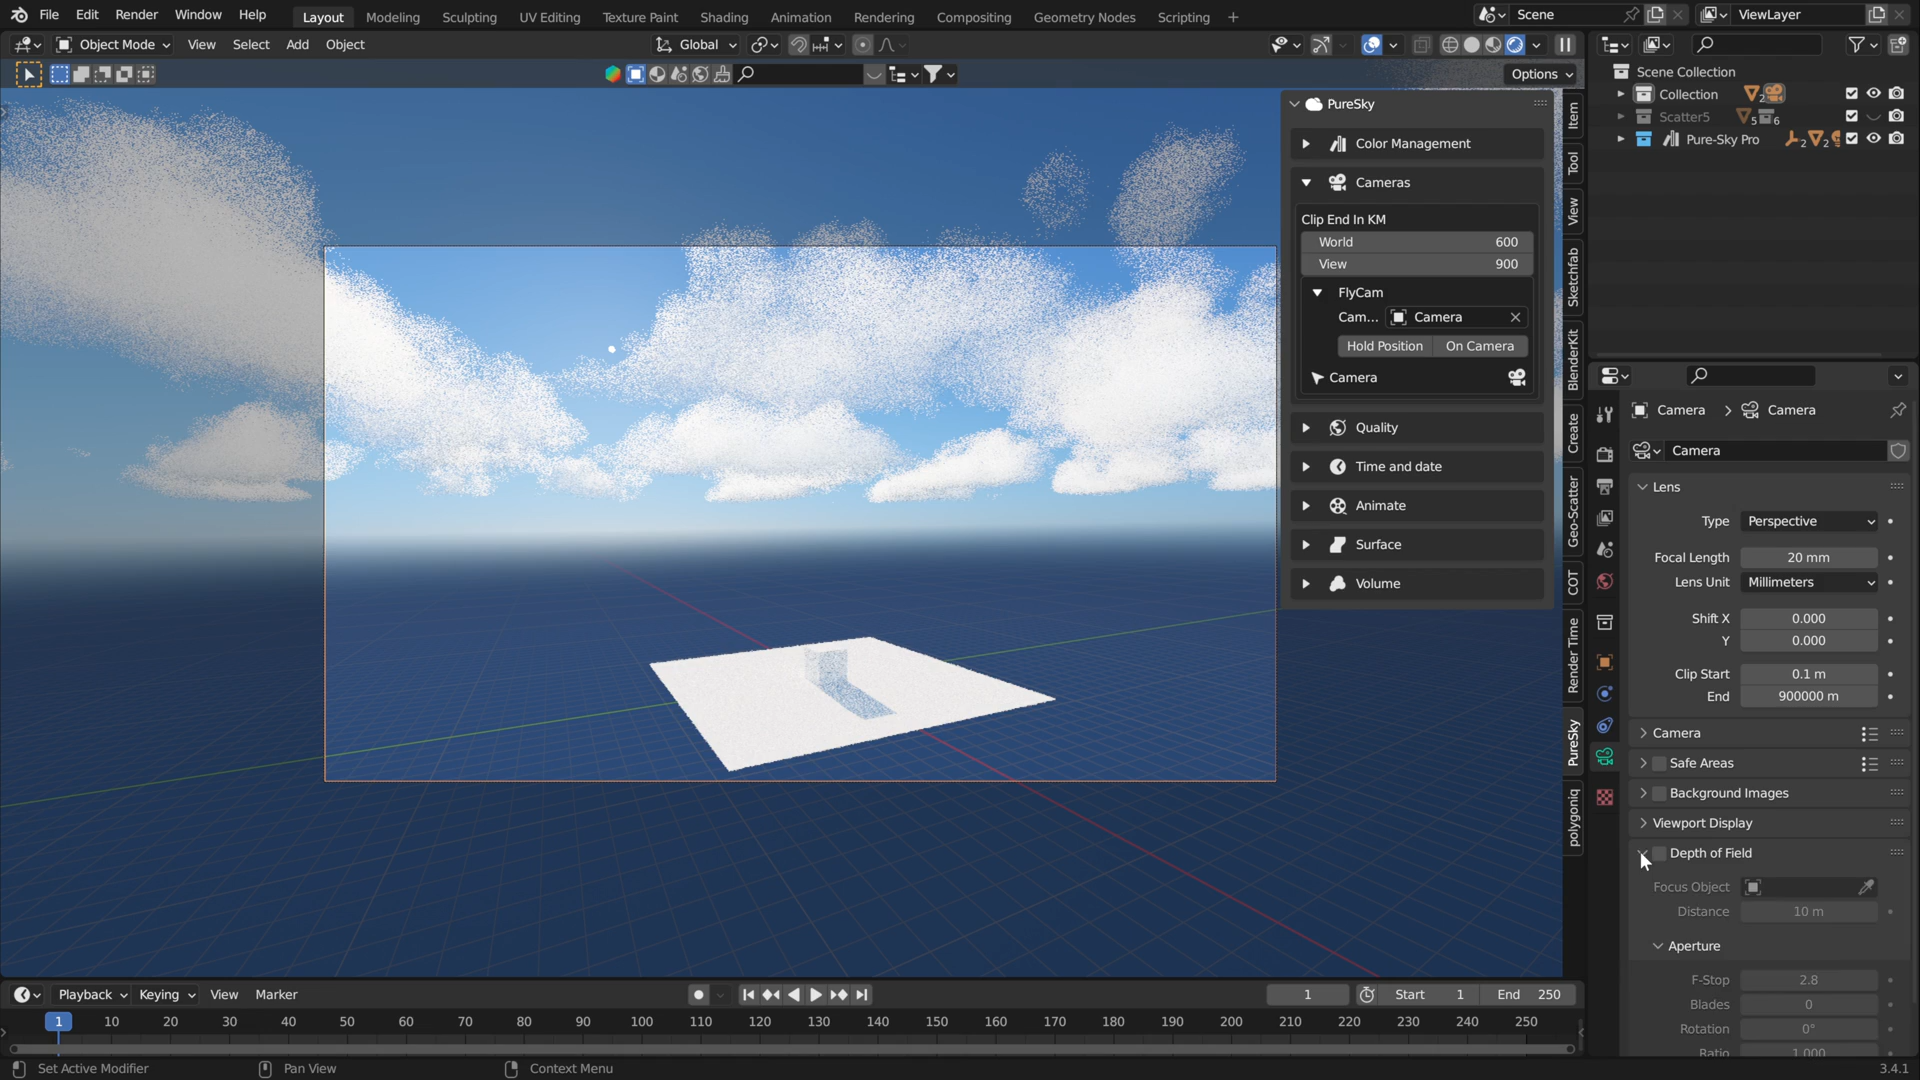 File Edit Render Window Help
Layout Modeling Sculpting UV Editing Texture Paint Shading Animation Rendering Compositing Geometry Nodes Scripting +
Scene
ViewLayer
Object Mode View Select Add Object
Global
Options
PureSky
Color Management
Cameras
Clip End In KM
World 600
View 900
FlyCam
Cam... Camera
Hold Position On Camera
Camera
Quality
Time and date
Animate
Surface
Volume
Item
Tool
View
Sketchfab
BlenderKit
Create
Geo-Scatter
COT
Render Time
PureSky
polygoniq
Scene Collection
Collection 2
Scatter5 5 6
Pure-Sky Pro 2 2
Camera > Camera
Camera
Lens
Type Perspective
Focal Length 20 mm
Lens Unit Millimeters
Shift X 0.000
Y 0.000
Clip Start 0.1 m
End 900000 m
Camera
Safe Areas
Background Images
Viewport Display
Depth of Field
Focus Object
Distance 10 m
Aperture
F-Stop 2.8
Blades 0
Rotation 0°
Ratio 1.000
Playback Keying View Marker
1 Start 1 End 250
1 10 20 30 40 50 60 70 80 90 100 110 120 130 140 150 160 170 180 190 200 210 220 230 240 250
Set Active Modifier Pan View Context Menu
3.4.1